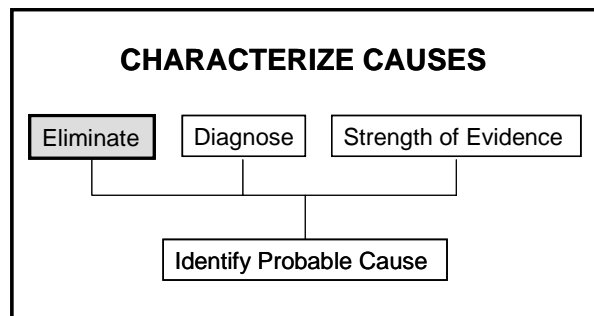 CHARACTERIZE CAUSES
Eliminate Diagnose Strength of Evidence
Identify Probable Cause